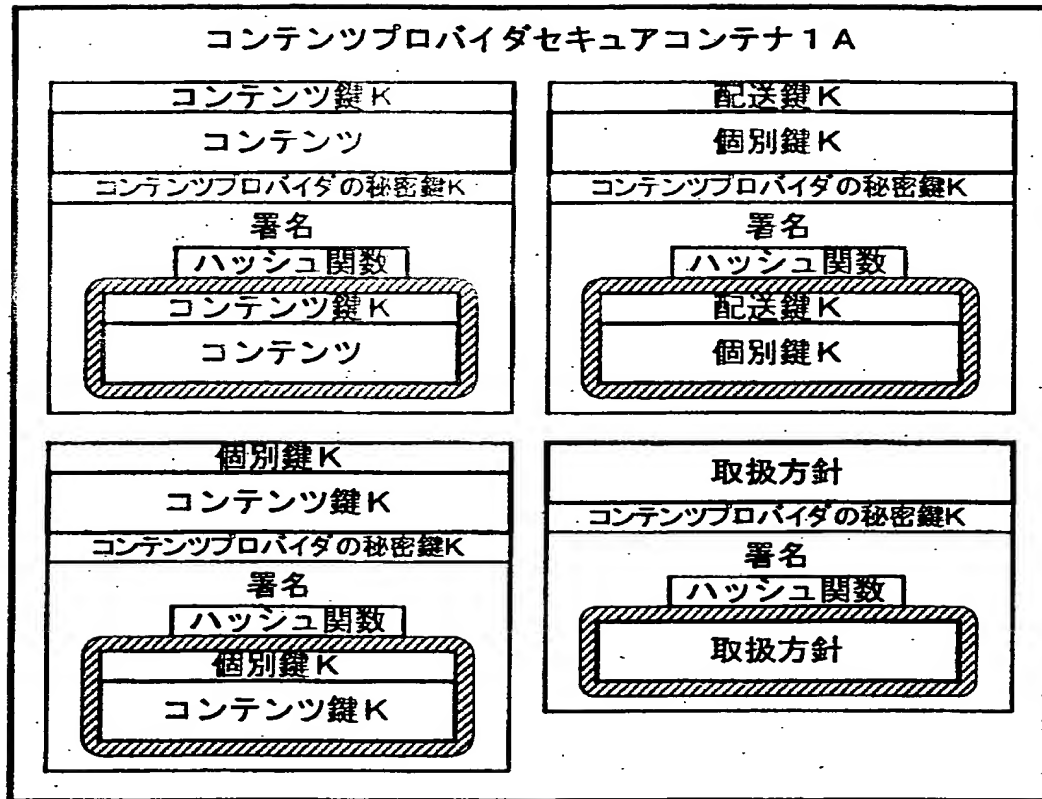 コンテンツプロバイダセキュアコンテナ1A
コンテンツ鍵K
コンテンツ
コンテンツプロバイダの秘密鍵K
署名
ハッシュ関数
コンテンツ鍵K
コンテンツ
配送鍵K
個別鍵K
コンテンツプロバイダの秘密鍵K
署名
ハッシュ関数
配送鍵K
個別鍵K
個別鍵K
コンテンツ鍵K
コンテンツプロバイダの秘密鍵K
署名
ハッシュ関数
個別鍵K
コンテンツ鍵K
取扱方針
コンテンツプロバイダの秘密鍵K
署名
ハッシュ関数
取扱方針